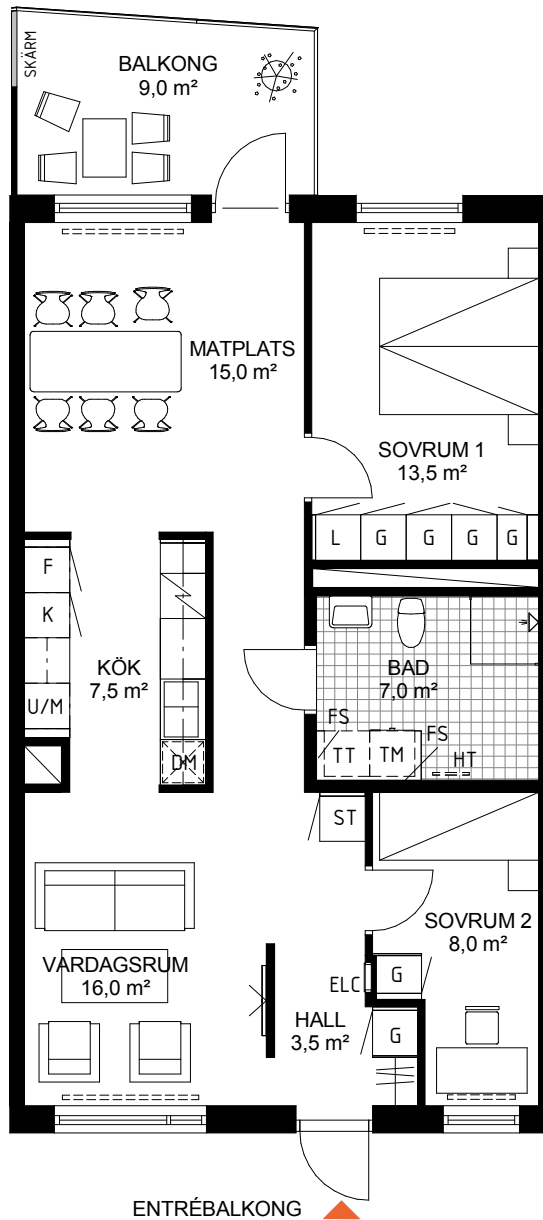 SKÄRM
BALKONG
9,0 m²
MATPLATS
15,0 m²
SOVRUM 1
13,5 m²
L
G
G
G
G
F
K
U/M
KÖK
7,5 m²
DM
BAD
7,0 m²
FS
FS
TT
TM
HT
ST
SOVRUM 2
8,0 m²
VARDAGSRUM
16,0 m²
ELC
G
HALL
3,5 m²
G
ENTRÉBALKONG